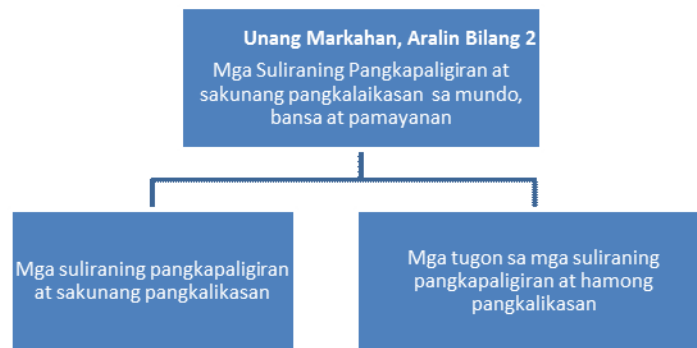 Unang Markahan, Aralin Bilang 2
Mga Suliraning Pangkapaligiran at
sakunang pangkalaikasan sa mundo,
bansa at pamayanan
Mga suliraning pangkapaligiran
at sakunang pangkalikasan
Mga tugon sa mga suliraning
pangkapaligiran at hamong
pangkalikasan